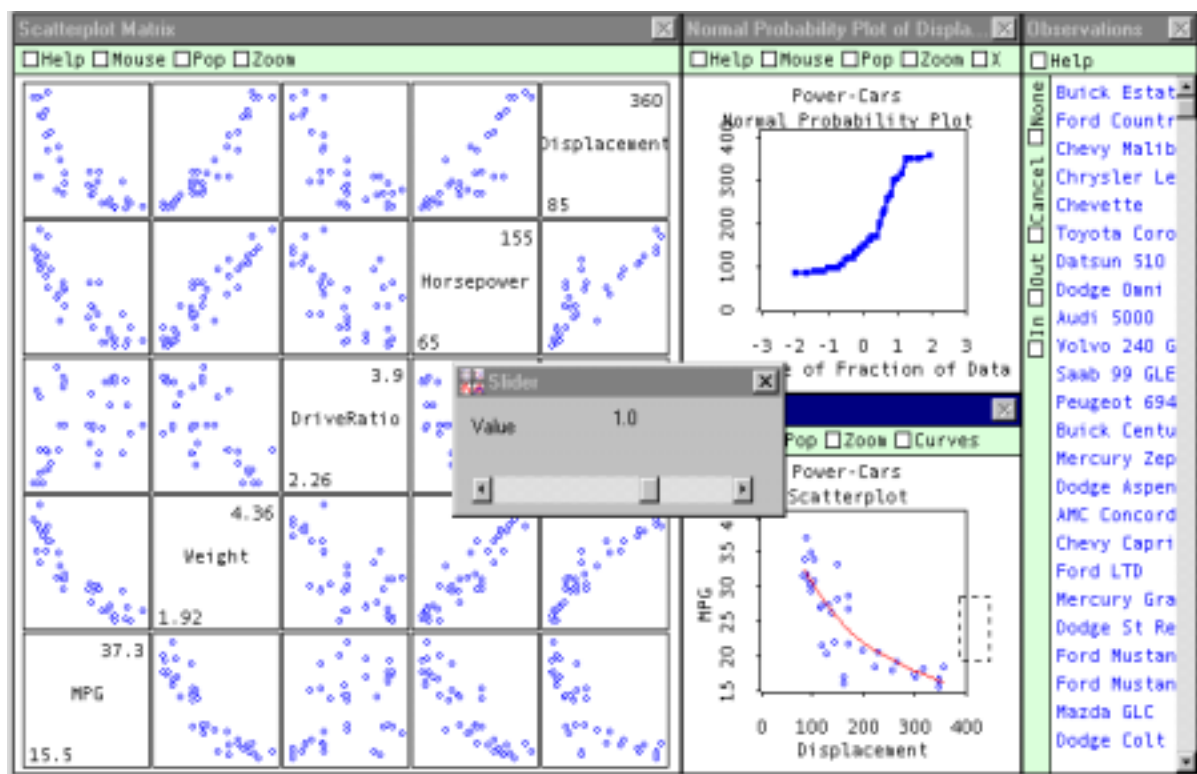 Scatterplot Matrix
Help Mouse Pop Zoom
360
Displacement
85
155
Horsepower
65
3.9
DriveRatio
2.26
4.36
Weight
1.92
37.3
MPG
15.5
Normal Probability Plot of Displa...
Help Mouse Pop Zoom X
Power-Cars
Normal Probability Plot
400
300
200
100
0
-3 -2 -1 0 1 2 3
e of Fraction of Data
Slider
Value 1.0
Pop Zoom Curves
Power-Cars
Scatterplot
4
35
30
25
20
15
MPG
0 100 200 300 400
Displacement
Observations
Help
In Out Cancel None
Buick Estat
Ford Countr
Chevy Malib
Chrysler Le
Chevette
Toyota Coro
Datsun 510
Dodge Omni
Audi 5000
Volvo 240 G
Saab 99 GLE
Peugeot 694
Buick Centu
Mercury Zep
Dodge Aspen
AMC Concord
Chevy Capri
Ford LTD
Mercury Gra
Dodge St Re
Ford Mustan
Ford Mustan
Mazda GLC
Dodge Colt